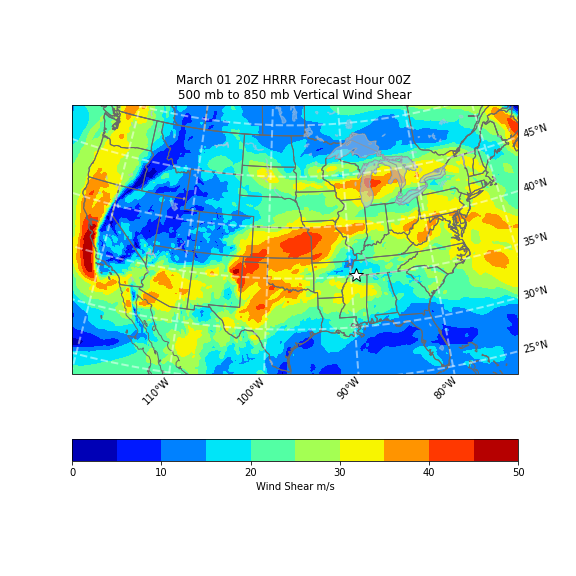 March 01 20Z HRRR Forecast Hour 00Z
500 mb to 850 mb Vertical Wind Shear
45°N
40°N
35°N
30°N
25°N
110°W
100°W
90°W
80°W
0
10
20
30
40
50
Wind Shear m/s